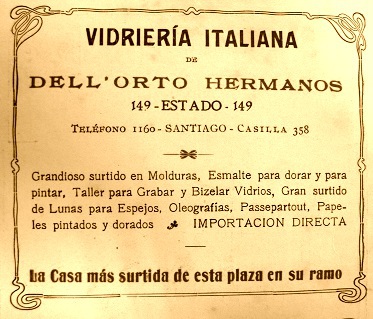 VIDRIERÍA ITALIANA
DE
DELL'ORTO HERMANOS
149 - ESTADO - 149
TELÉFONO 1160 - SANTIAGO - CASILLA 358
Grandioso surtido en Molduras, Esmalte para dorar y para
pintar, Taller para Grabar y Bizelar Vidrios, Gran surtido
de Lunas para Espejos, Oleografías, Passepartout, Pape-
les pintados y dorados IMPORTACION DIRECTA
La Casa más surtida de esta plaza en su ramo